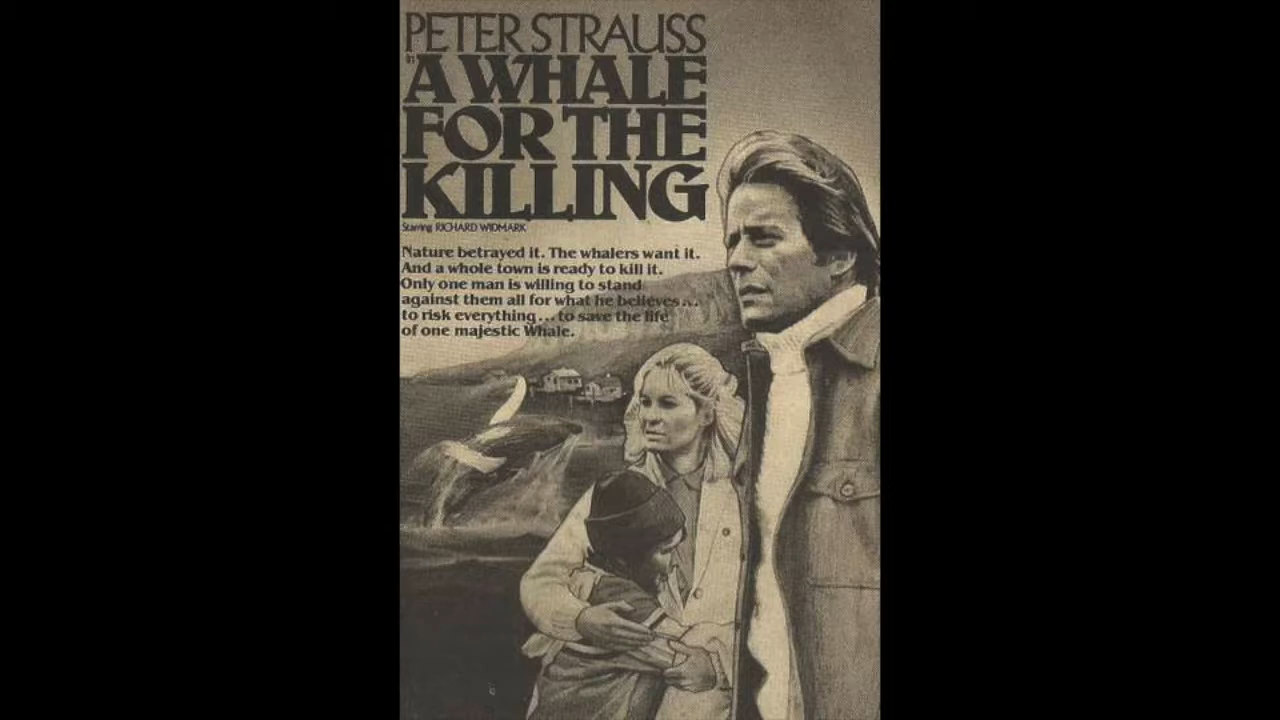 PETER STRAUSS
in
A WHALE
FOR THE
KILLING
Starring RICHARD WIDMARK
Nature betrayed it. The whalers want it.
And a whole town is ready to kill it.
Only one man is willing to stand
against them all for what he believes...
to risk everything...to save the life
of one majestic Whale.